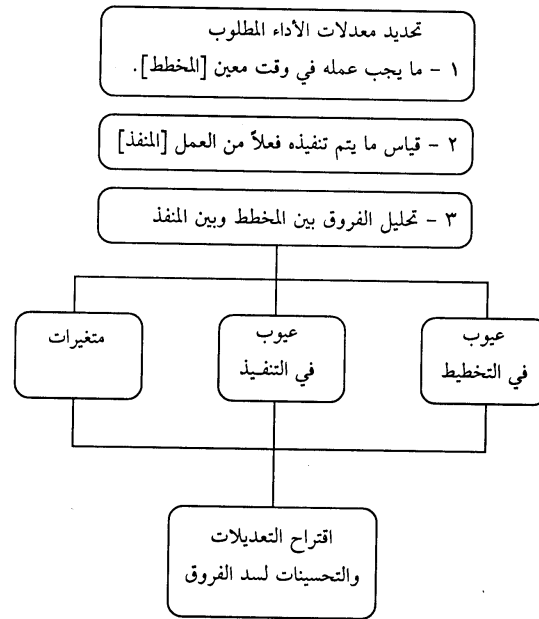 تحديد معدلات الأداء المطلوب
١ - ما يجب عمله في وقت معين [المخطط].
٢ - قياس ما يتم تنفيذه فعلاً من العمل [المنفذ]
٣ - تحليل الفروق بين المخطط وبين المنفذ
عيوب
في التخطيط
عيوب
في التنفـيذ
متغيرات
اقتراح التعديلات
والتحسينات لسد الفروق